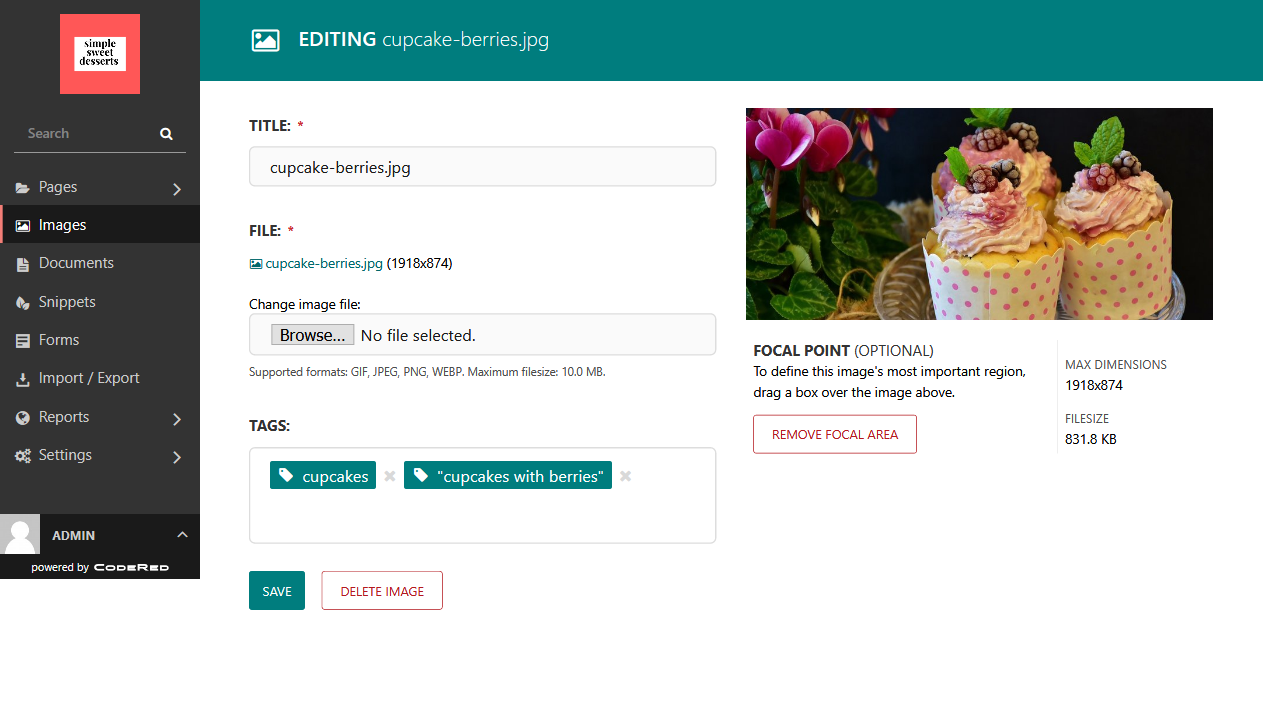 simple
sweet
desserts
Search
Pages
Images
Documents
Snippets
Forms
Import / Export
Reports
Settings
ADMIN
powered by CODERED
EDITING cupcake-berries.jpg
TITLE: *
cupcake-berries.jpg
FILE: *
cupcake-berries.jpg (1918x874)
Change image file:
Browse... No file selected.
Supported formats: GIF, JPEG, PNG, WEBP. Maximum filesize: 10.0 MB.
TAGS:
cupcakes "cupcakes with berries"
SAVE DELETE IMAGE
FOCAL POINT (OPTIONAL)
To define this image's most important region,
drag a box over the image above.
REMOVE FOCAL AREA
MAX DIMENSIONS
1918x874
FILESIZE
831.8 KB